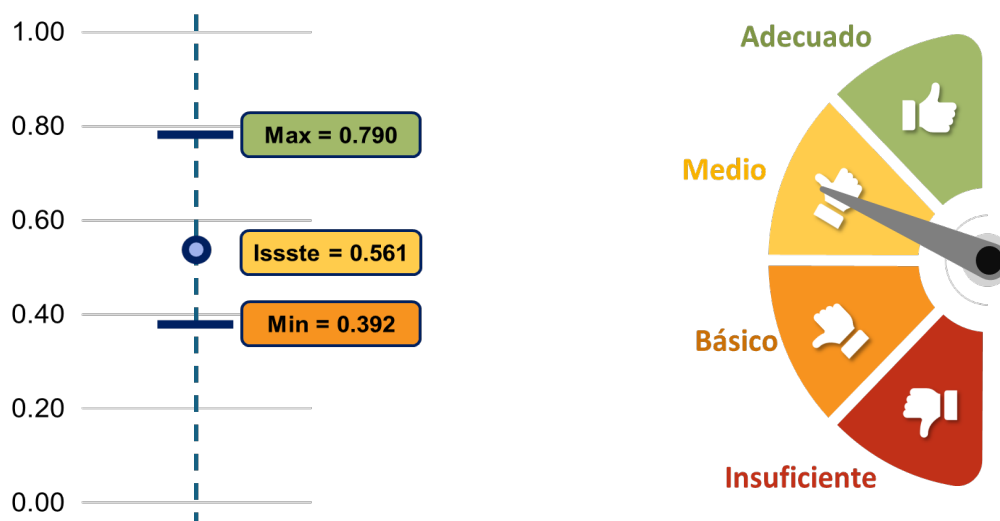 1.00
0.80
0.60
0.40
0.20
0.00
Max = 0.790
Issste = 0.561
Min = 0.392
Adecuado
Medio
Básico
Insuficiente